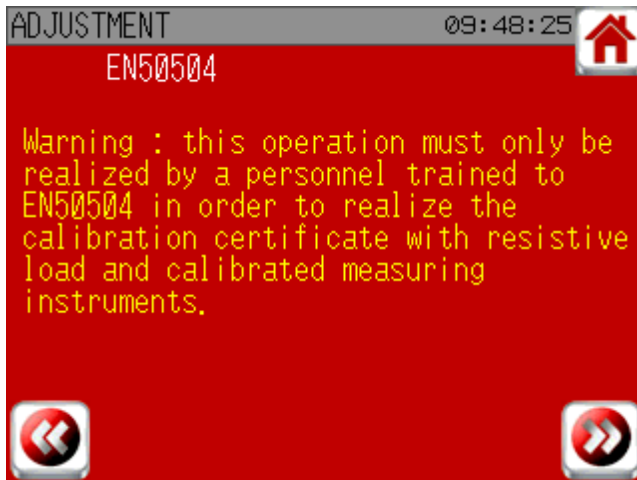 ADJUSTMENT 09:48:25
EN50504
Warning : this operation must only be
realized by a personnel trained to
EN50504 in order to realize the
calibration certificate with resistive
load and calibrated measuring
instruments.